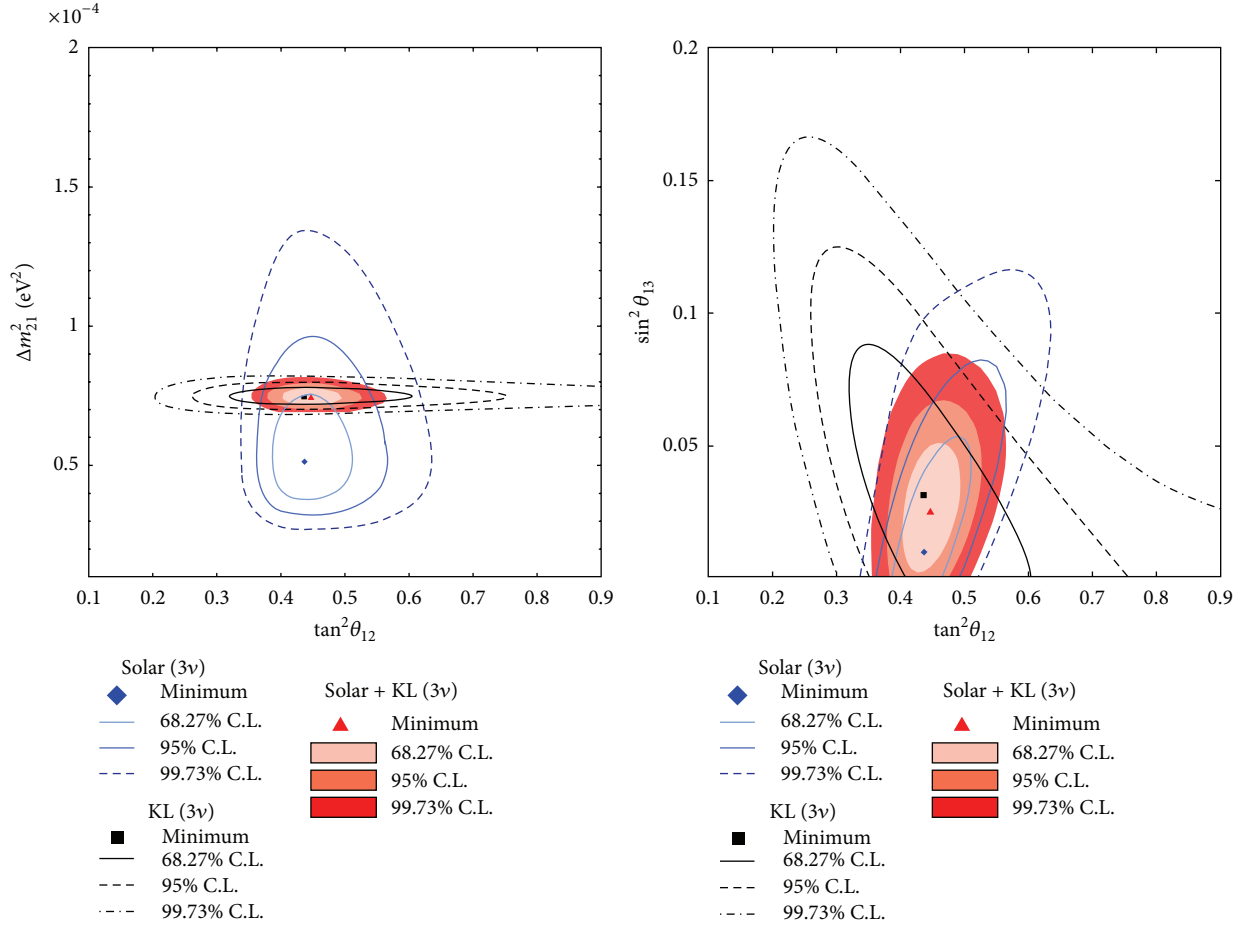 ×10⁻⁴
2
1.5
1
0.5
Δm²₂₁ (eV²)
0.1 0.2 0.3 0.4 0.5 0.6 0.7 0.8 0.9
tan²θ₁₂
0.2
0.15
0.1
0.05
0
sin²θ₁₃
0.1 0.2 0.3 0.4 0.5 0.6 0.7 0.8 0.9
tan²θ₁₂
Solar (3ν)
Minimum
68.27% C.L.
95% C.L.
99.73% C.L.
KL (3ν)
Minimum
68.27% C.L.
95% C.L.
99.73% C.L.
Solar + KL (3ν)
Minimum
68.27% C.L.
95% C.L.
99.73% C.L.
Solar (3ν)
Minimum
68.27% C.L.
95% C.L.
99.73% C.L.
KL (3ν)
Minimum
68.27% C.L.
95% C.L.
99.73% C.L.
Solar + KL (3ν)
Minimum
68.27% C.L.
95% C.L.
99.73% C.L.